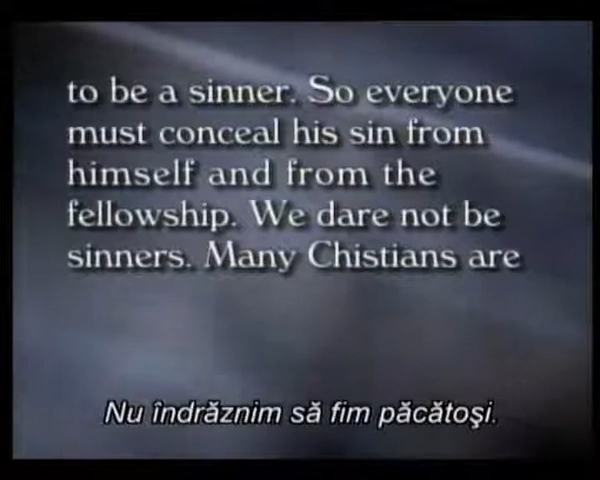 to be a sinner. So everyone
must conceal his sin from
himself and from the
fellowship. We dare not be
sinners. Many Chistians are
Nu îndrăznim să fim păcătoşi.